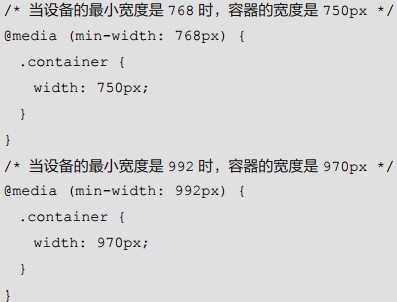 /* 当设备的最小宽度是 768 时，容器的宽度是 750px */
@media (min-width: 768px) {
  .container {
    width: 750px;
  }
}
/* 当设备的最小宽度是 992 时，容器的宽度是 970px */
@media (min-width: 992px) {
  .container {
    width: 970px;
  }
}